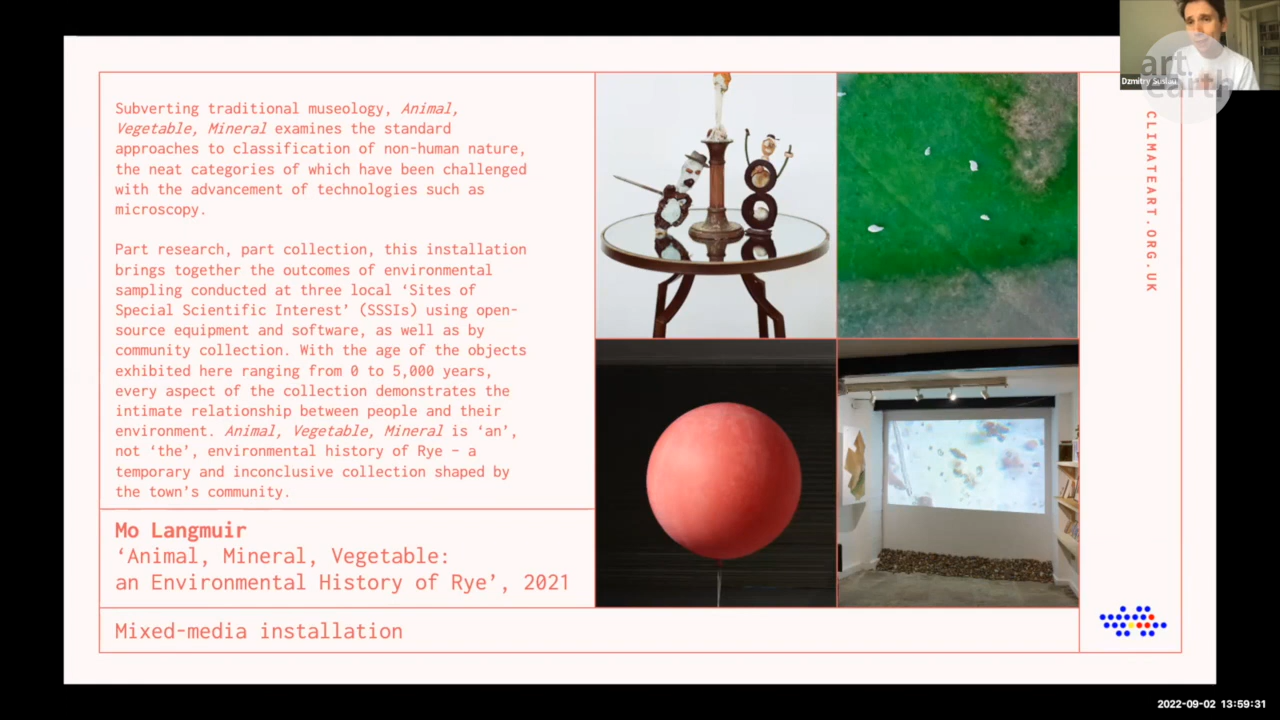 Subverting traditional museology, Animal,
Vegetable, Mineral examines the standard
approaches to classification of non-human nature,
the neat categories of which have been challenged
with the advancement of technologies such as
microscopy.
Part research, part collection, this installation
brings together the outcomes of environmental
sampling conducted at three local ‘Sites of
Special Scientific Interest’ (SSSIs) using open-
source equipment and software, as well as by
community collection. With the age of the objects
exhibited here ranging from 0 to 5,000 years,
every aspect of the collection demonstrates the
intimate relationship between people and their
environment. Animal, Vegetable, Mineral is ‘an’,
not ‘the’, environmental history of Rye – a
temporary and inconclusive collection shaped by
the town’s community.
Mo Langmuir
‘Animal, Mineral, Vegetable:
an Environmental History of Rye’, 2021
Mixed-media installation
CLIMATEART.ORG.UK
art.
earth
Dzmitry Suslau
2022-09-02 13:59:31